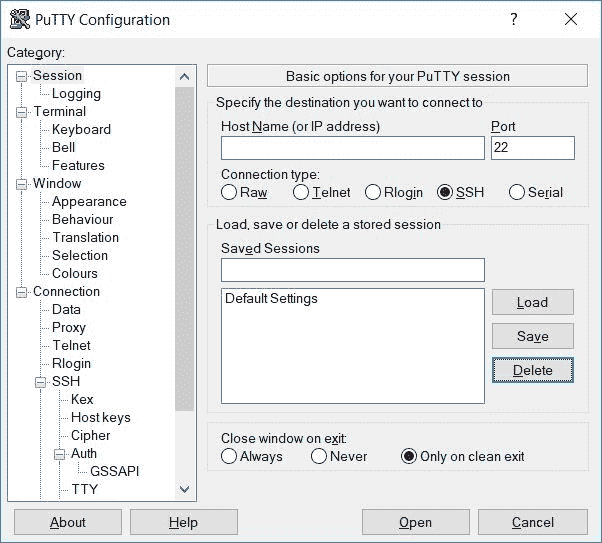 PuTTY Configuration
Category:
Session
Logging
Terminal
Keyboard
Bell
Features
Window
Appearance
Behaviour
Translation
Selection
Colours
Connection
Data
Proxy
Telnet
Rlogin
SSH
Kex
Host keys
Cipher
Auth
GSSAPI
TTY
Basic options for your PuTTY session
Specify the destination you want to connect to
Host Name (or IP address) Port
22
Connection type:
Raw Telnet Rlogin SSH Serial
Load, save or delete a stored session
Saved Sessions
Default Settings
Load
Save
Delete
Close window on exit:
Always Never Only on clean exit
About Help Open Cancel